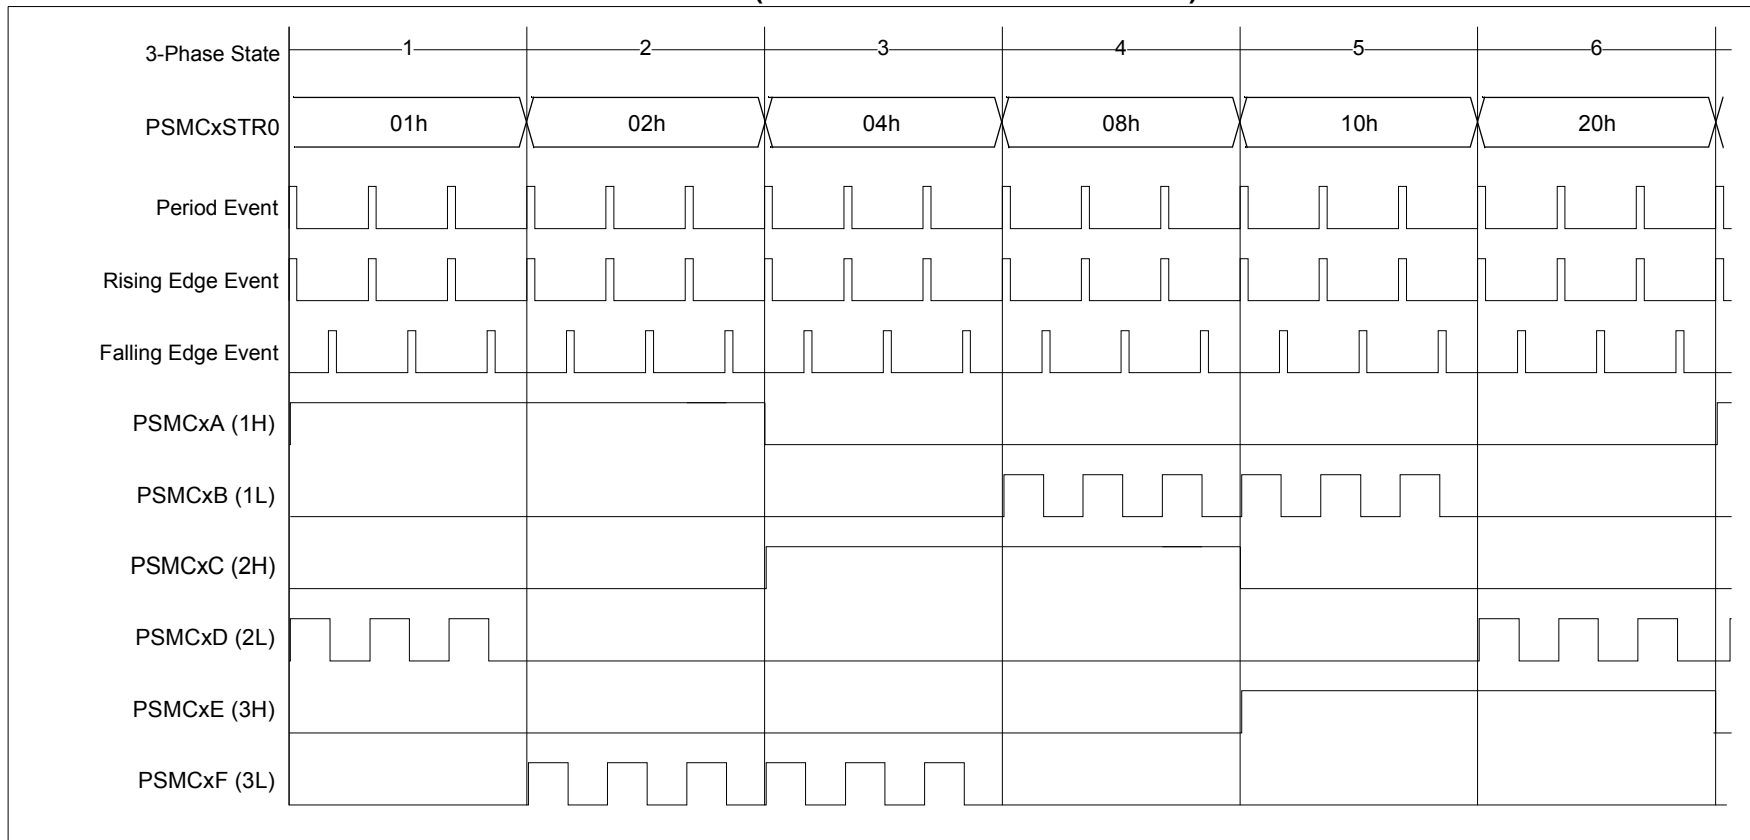 3-Phase State 1 2 3 4 5 6
PSMCxSTR0 01h 02h 04h 08h 10h 20h
Period Event
Rising Edge Event
Falling Edge Event
PSMCxA (1H)
PSMCxB (1L)
PSMCxC (2H)
PSMCxD (2L)
PSMCxE (3H)
PSMCxF (3L)